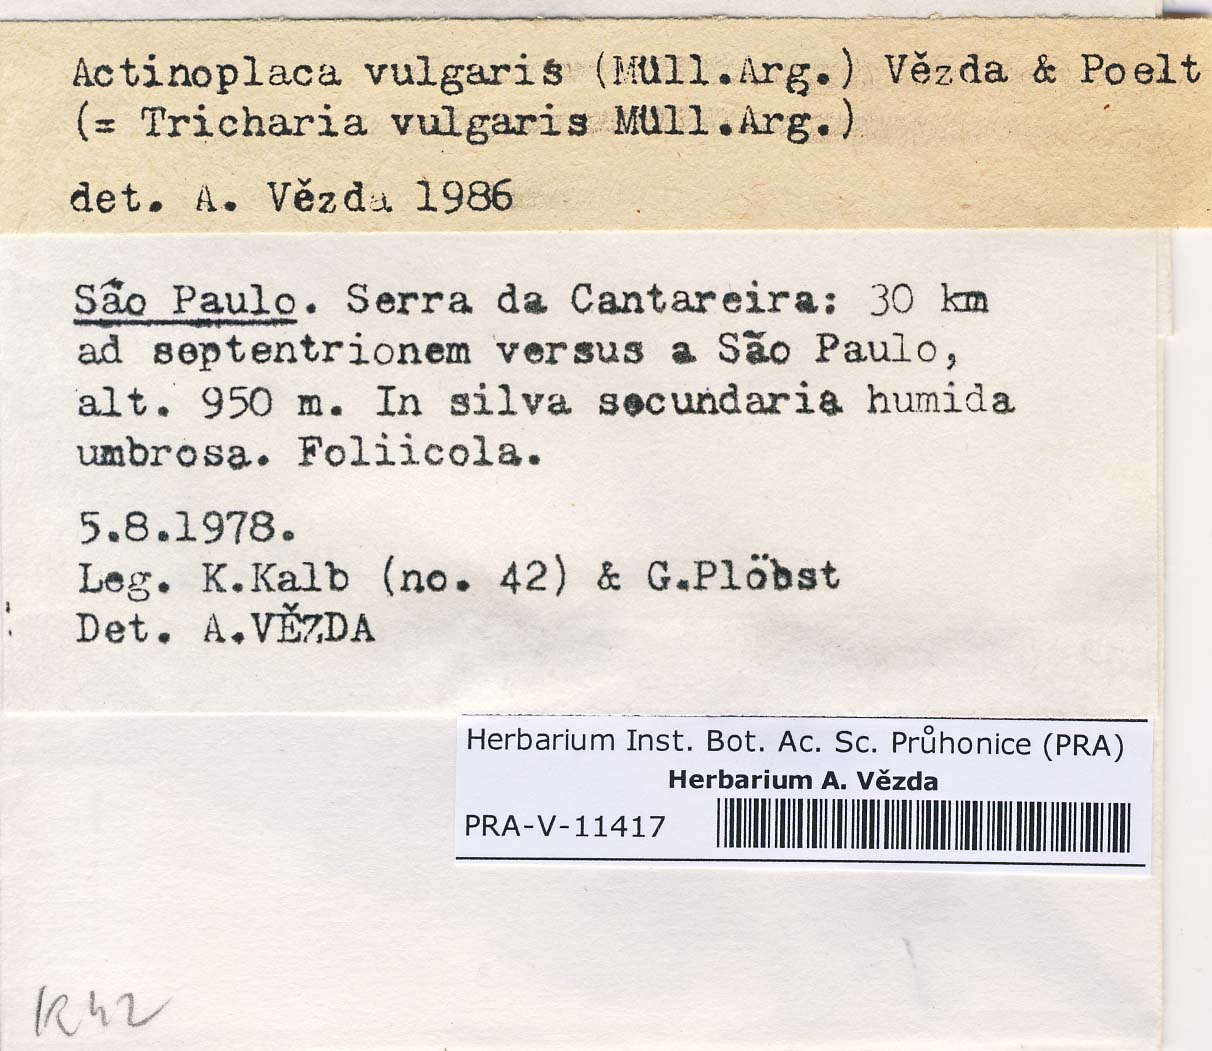 Actinoplaca vulgaris (Müll.Arg.) Vězda & Poelt
(= Tricharia vulgaris Müll.Arg.)
det. A. Vězda 1986
São Paulo. Serra da Cantareira: 30 km
ad septentrionem versus a São Paulo,
alt. 950 m. In silva secundaria humida
umbrosa. Foliicola.
5.8.1978.
Leg. K.Kalb (no. 42) & G.Plöbst
Det. A.VĚZDA
Herbarium Inst. Bot. Ac. Sc. Průhonice (PRA)
Herbarium A. Vězda
PRA-V-11417
K42